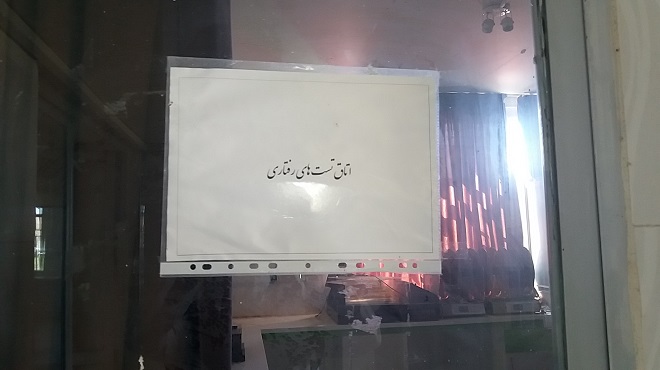 اتاق تست های رفتاری